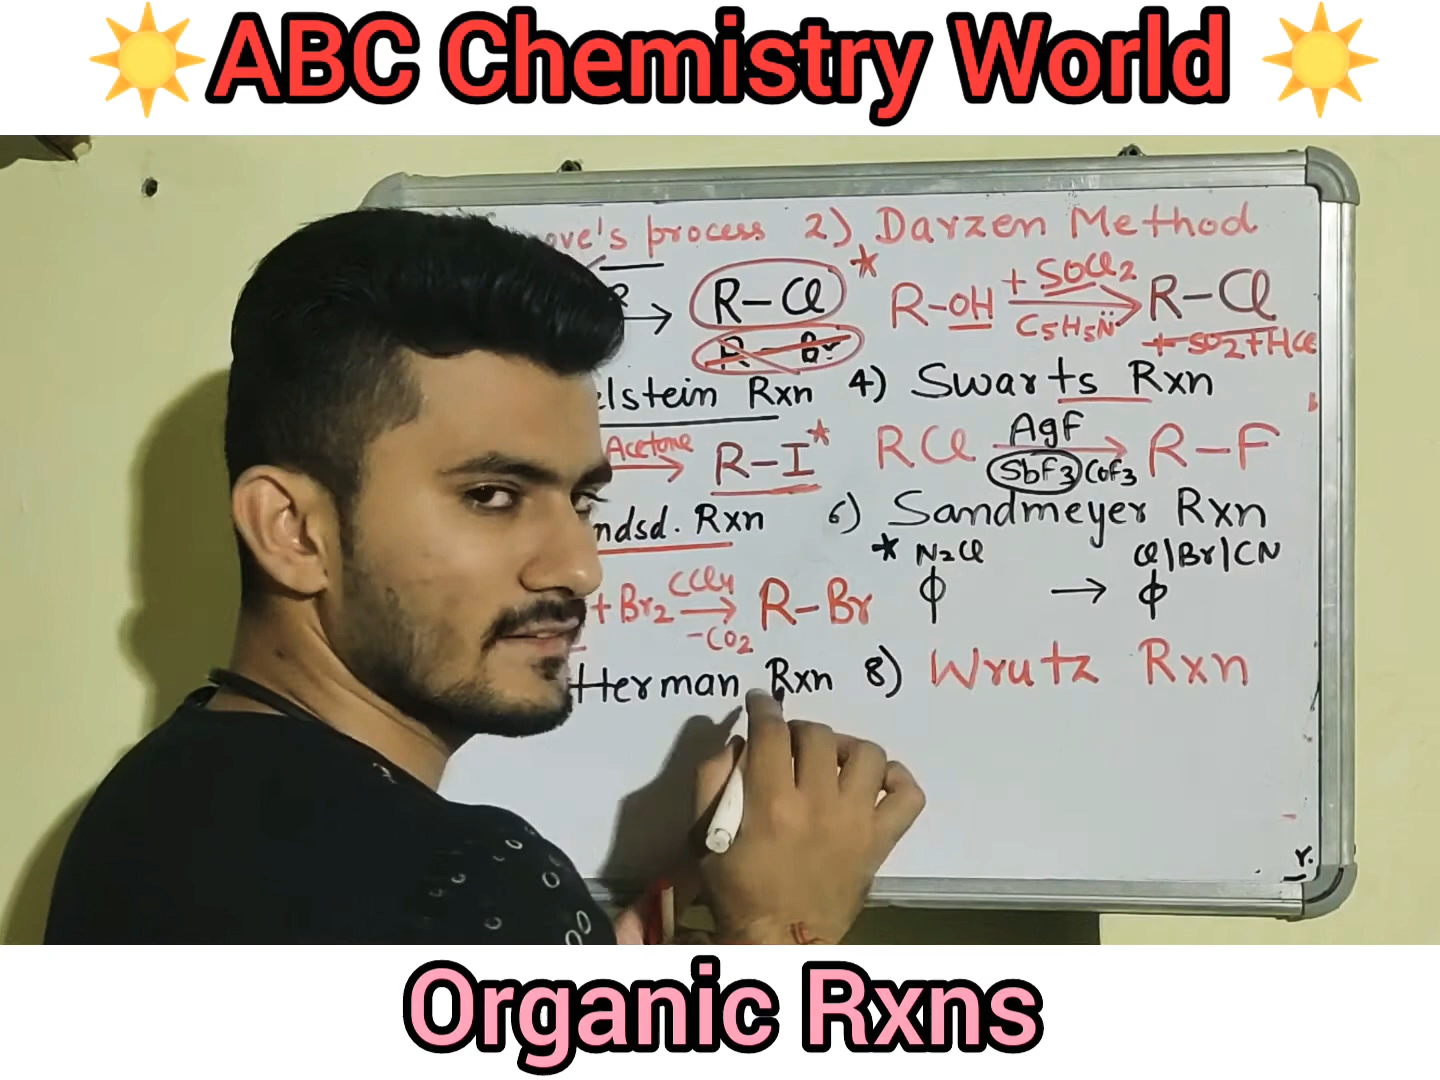 ABC Chemistry World
ove's process 2) Darzen Method
→ R-Cl * R-OH + SOCl2 → R-Cl
C5H5N̈ + SO2+HCl
R-Br
elstein Rxn 4) Swarts Rxn
Acetone → R-I * RCl AgF → R-F
SbF3 CoF3
ndsd. Rxn 6) Sandmeyer Rxn
* N2Cl Cl|Br|CN
+Br2 CCl4 → R-Br ϕ → ϕ
-CO2
Herman Rxn 8) Wrutz Rxn
Y.
Organic Rxns